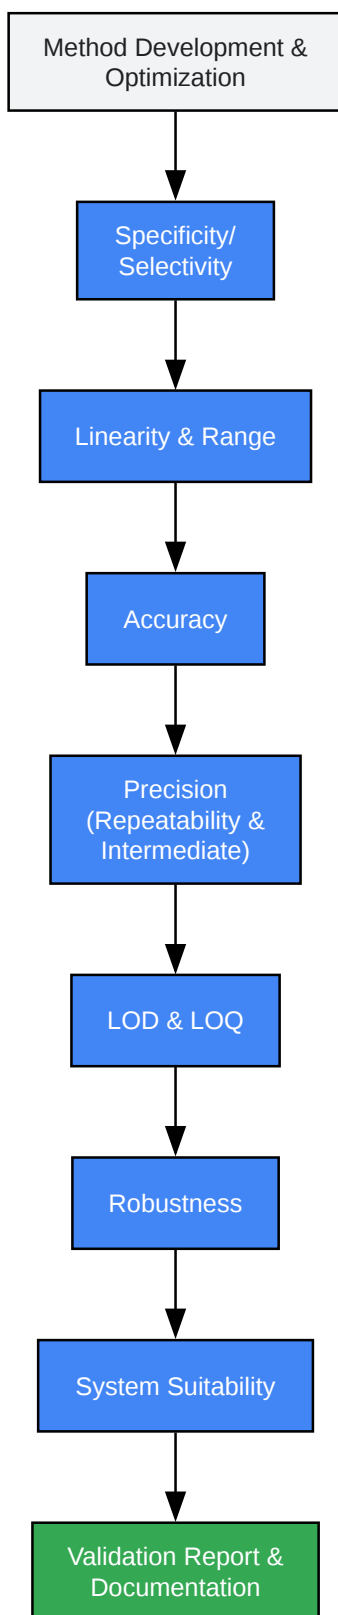 Method Development &
Optimization
Specificity/
Selectivity
Linearity & Range
Accuracy
Precision
(Repeatability &
Intermediate)
LOD & LOQ
Robustness
System Suitability
Validation Report &
Documentation